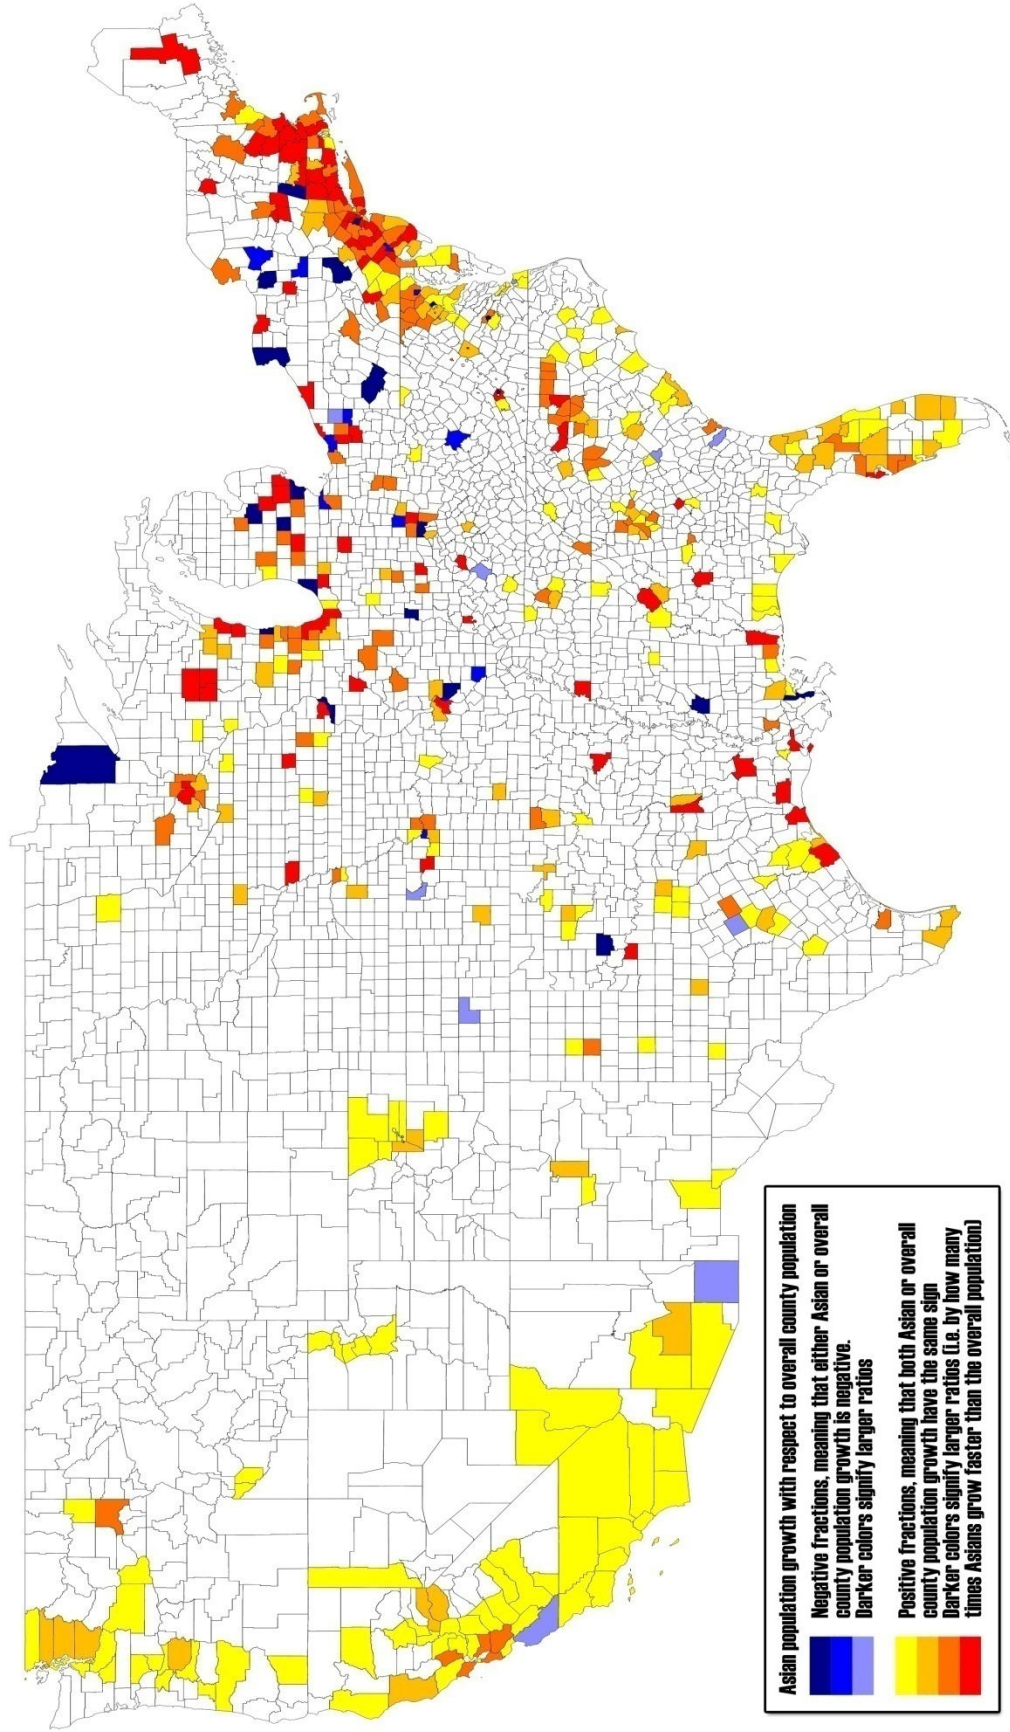 Asian population growth with respect to overall county population
Negative fractions, meaning that either Asian or overall
county population growth is negative.
Darker colors signify larger ratios
Positive fractions, meaning that both Asian or overall
county population growth have the same sign
Darker colors signify larger ratios (i.e. by how many
times Asians grow faster than the overall population)